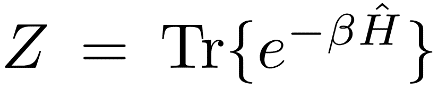 Z = Tr{e^{-βĤ}}